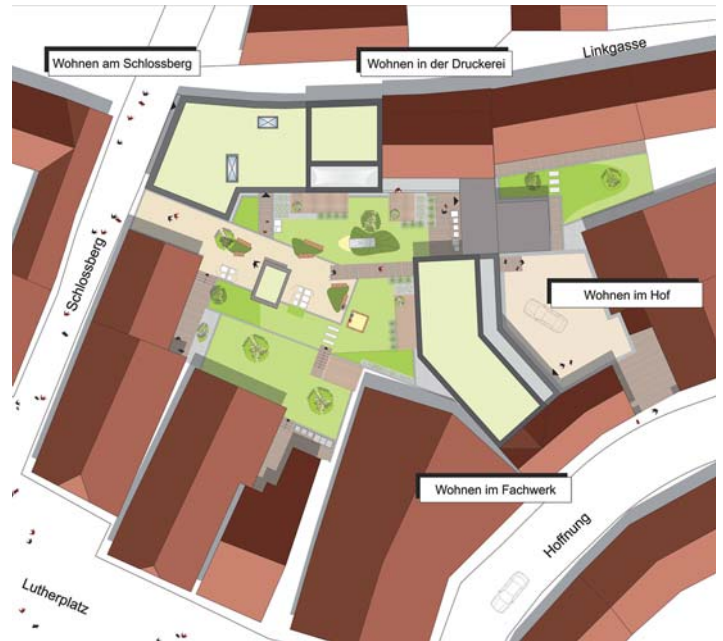 Wohnen am Schlossberg
Wohnen in der Druckerei
Linkgasse
Schlossberg
Wohnen im Hof
Wohnen im Fachwerk
Hoffnung
Lutherplatz